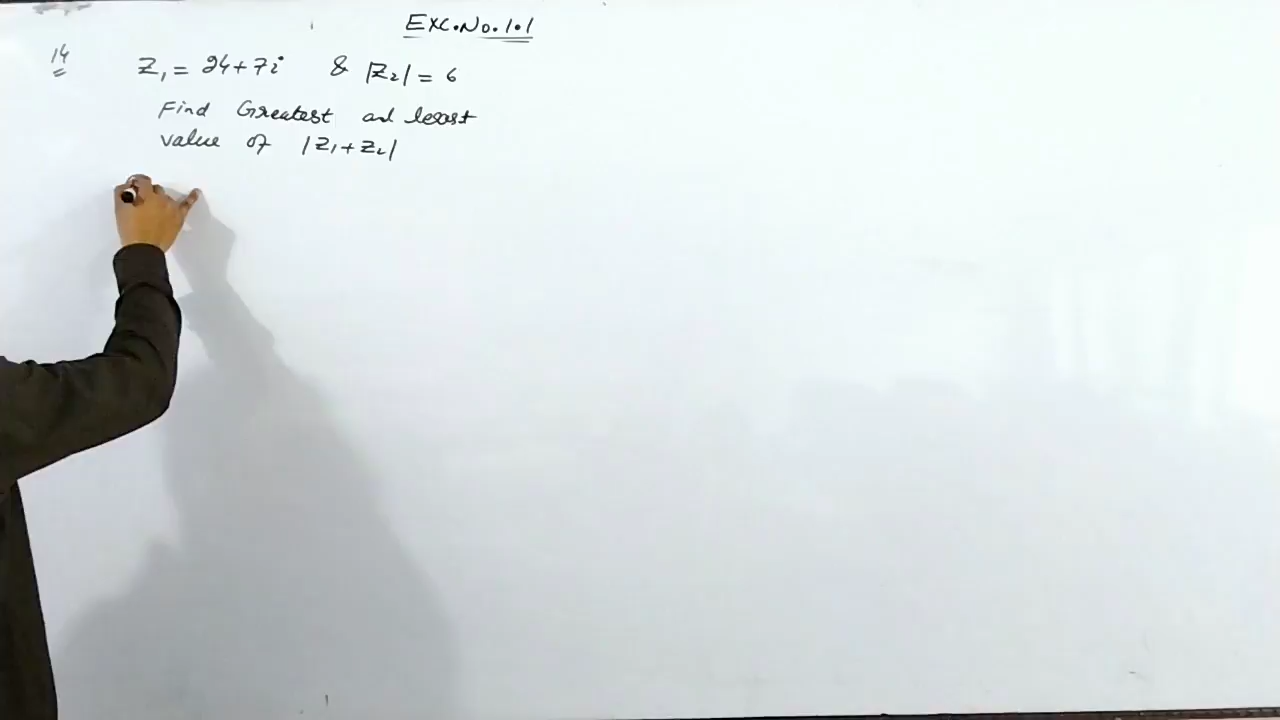 Exc.No.1.1
14
Z₁ = 24+7i & |Z₂| = 6
Find Greatest and least
value of |Z₁+Z₂|